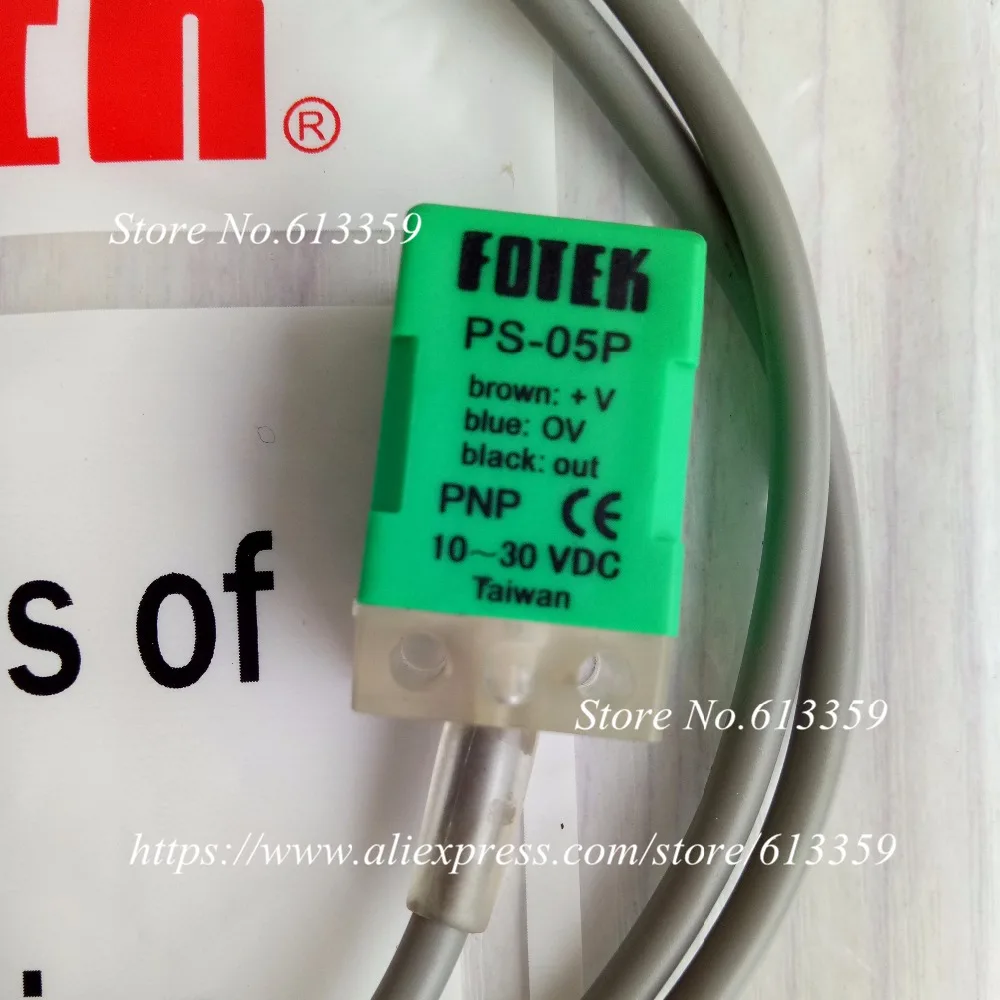 ®
Store No.613359
FOTEK
PS-05P
brown: + V
blue: OV
black: out
PNP CE
10~30 VDC
Taiwan
s of
Store No.613359
https://www.aliexpress.com/store/613359